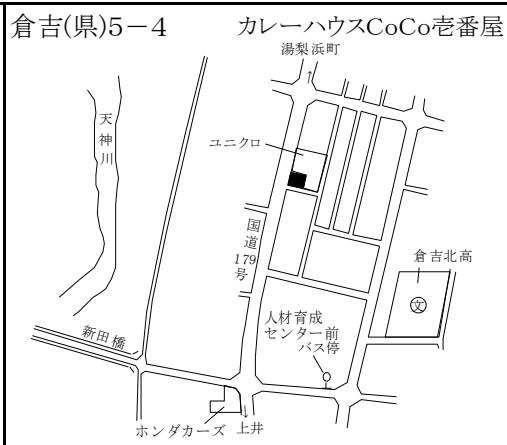 倉吉(県)5－4
カレーハウスCoCo壱番屋
湯梨浜町
↑
天神川
ユニクロ
国道179号
倉吉北高
文
人材育成
センター前
バス停
新田橋
ホンダカーズ
↓
上井